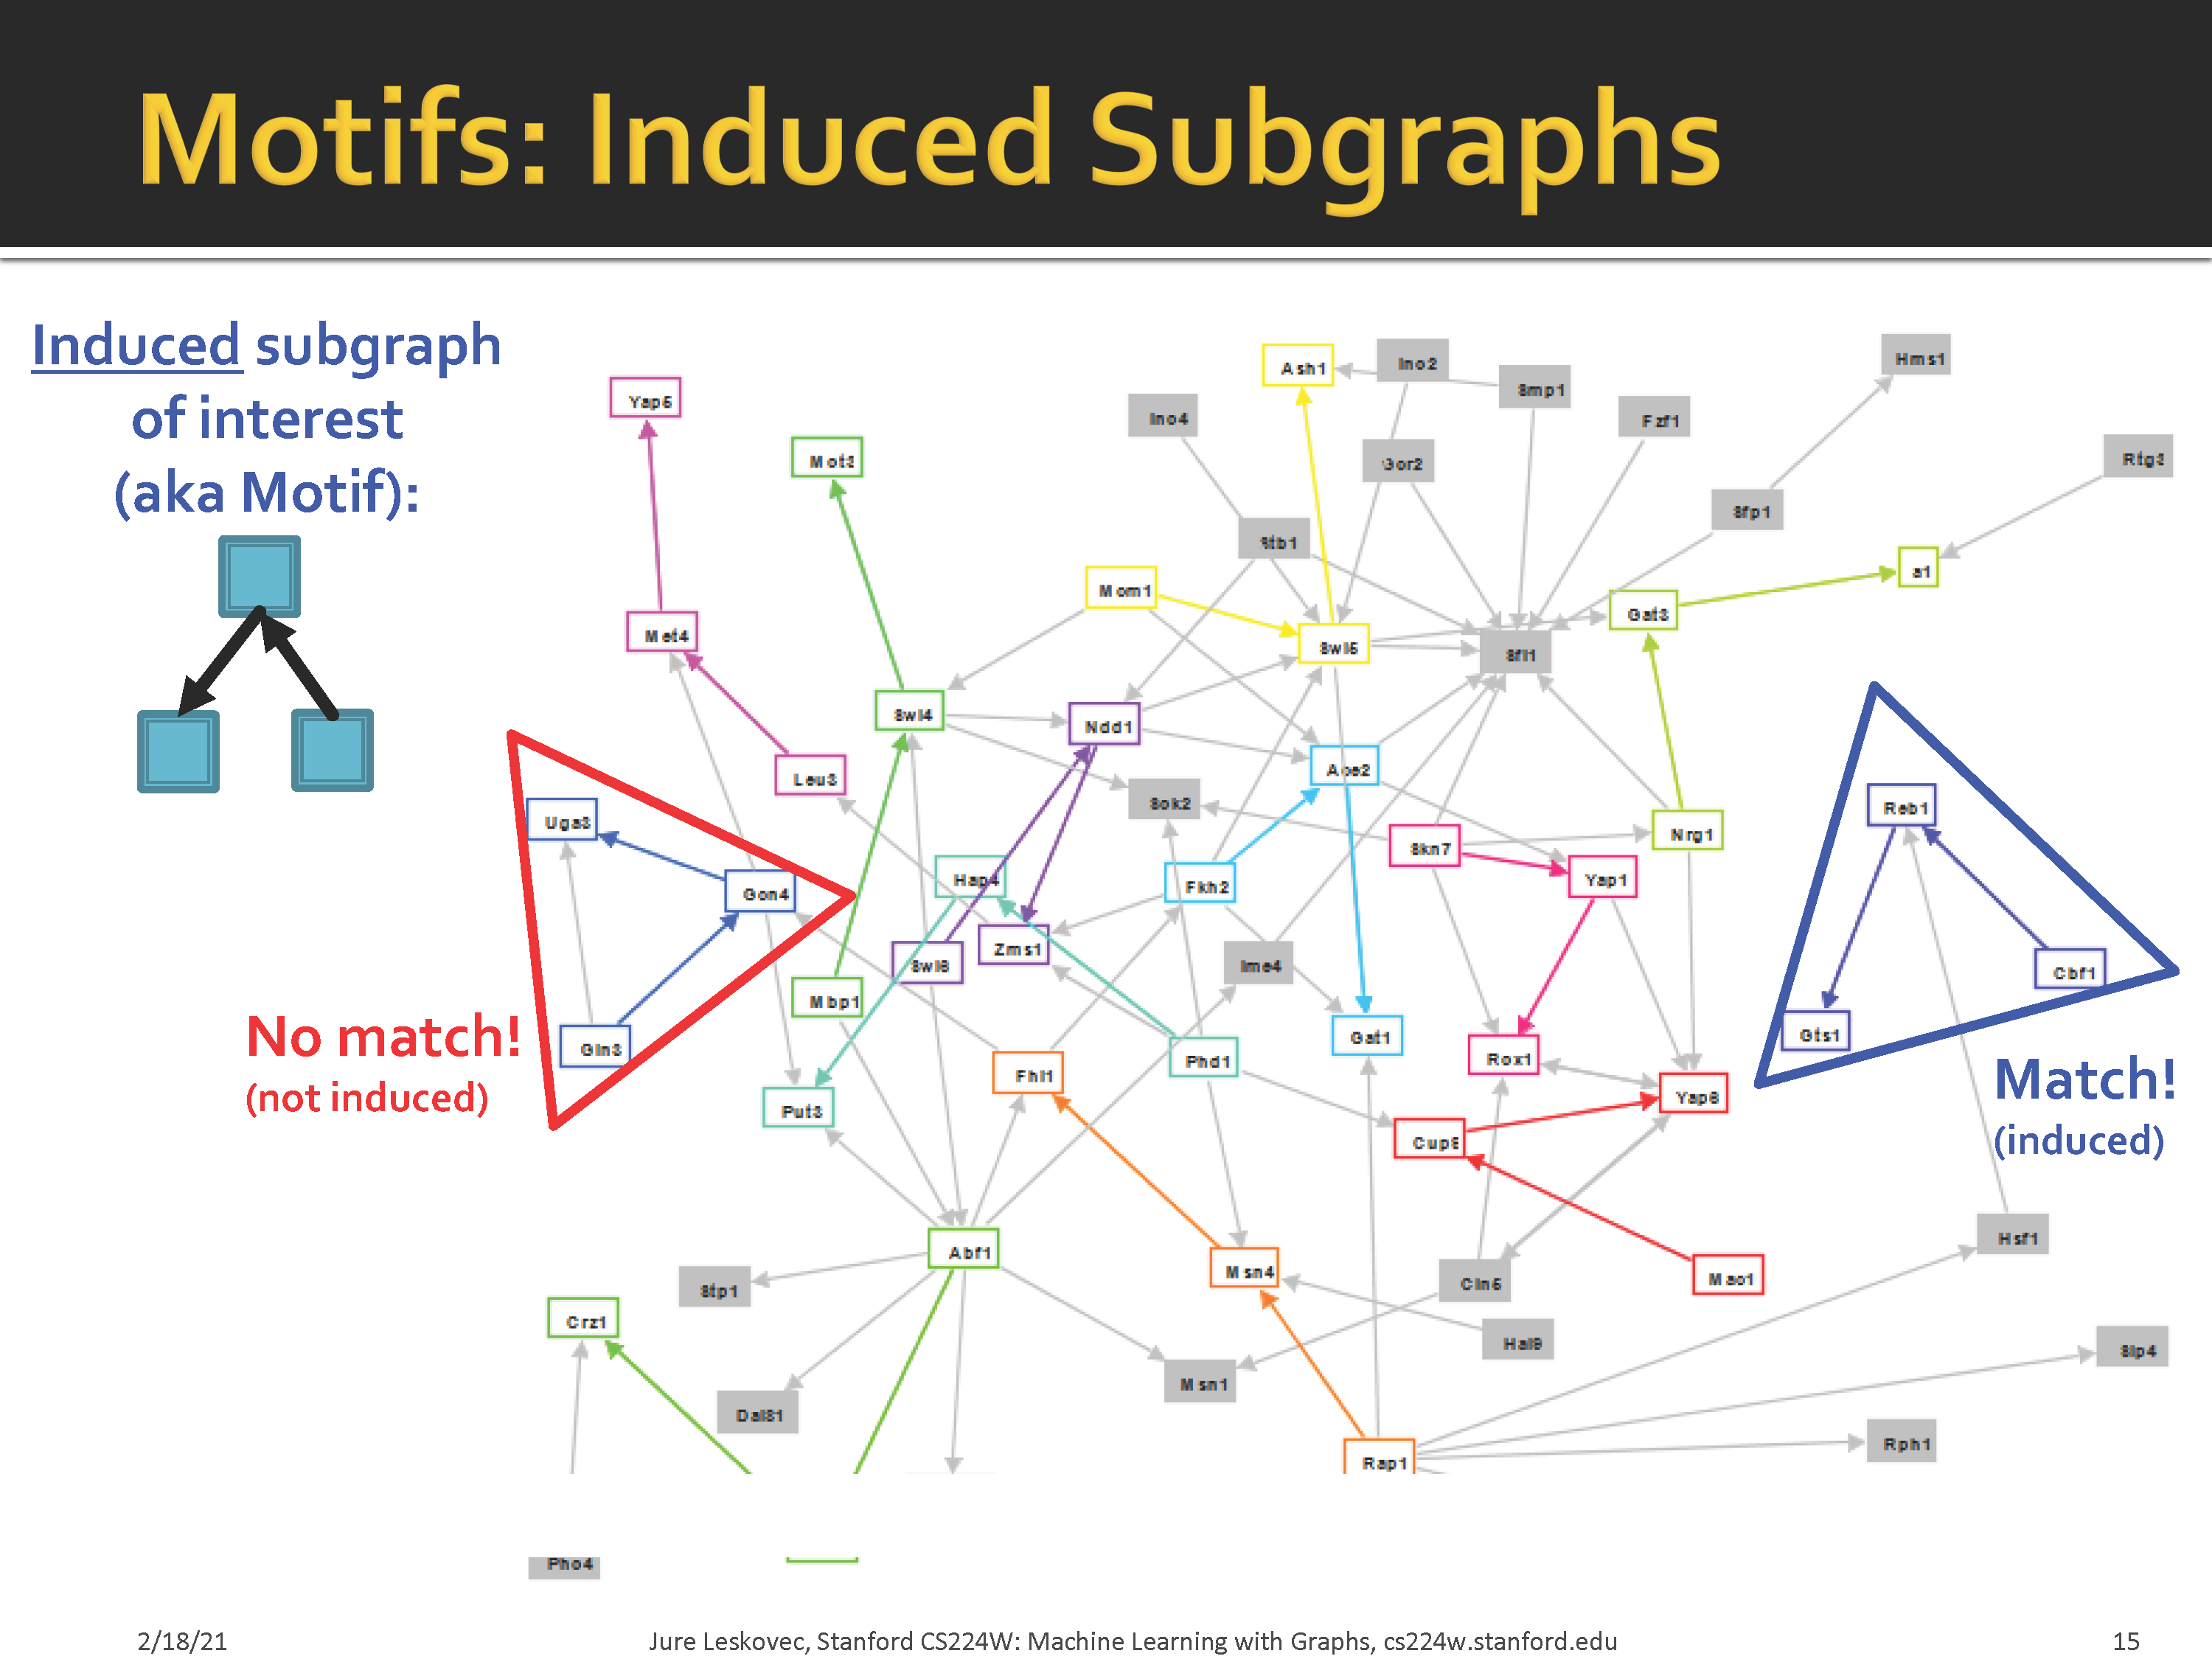 Motifs: Induced Subgraphs
Induced subgraph
of interest
(aka Motif):
No match!
(not induced)
Match!
(induced)
Yap5
Mot3
Met4
Leu3
Uga3
Gcn4
Gln3
Swi4
Mbp1
Hap4
Swi6
Put3
Ash1
Ino2
Smp1
Ino4
Fzf1
Hms1
Rtg3
Sfp1
a1
Stb1
Mcm1
Swi5
Sfl1
Gat3
Ndd1
Ace2
Sok2
Skn7
Nrg1
Yap1
Fkh2
Zms1
Ime4
Gat1
Rox1
Yap6
Phd1
Fhl1
Reb1
Cbf1
Gts1
Abf1
Stp1
Crz1
Dal81
Msn4
Cin5
Mac1
Hal9
Msn1
Rap1
Hsf1
Sip4
Rph1
Pho4
2/18/21
Jure Leskovec, Stanford CS224W: Machine Learning with Graphs, cs224w.stanford.edu
15